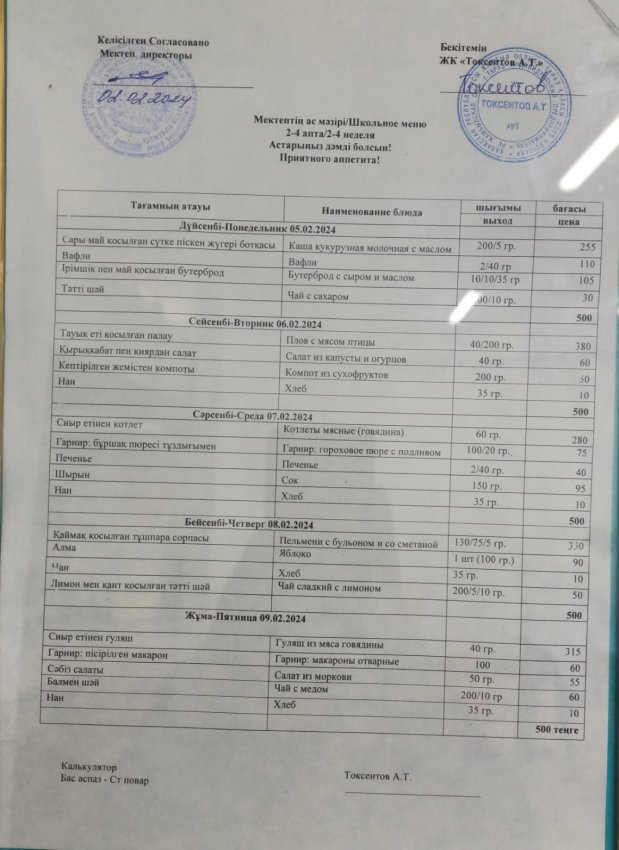 Келісілген Согласовано
Мектеп директоры
02.02.2024
Бекітемін
ЖК «Токсеитов А.Т.»
Токсеитов
ТОКСЕИТОВ А.Т.
ИП
Мектептің ас мәзірі/Школьное меню
2-4 апта/2-4 неделя
Астарыңыз дәмді болсын!
Приятного аппетита!
Тағамның атауы Наименование блюда шығымы бағасы
выход цена
Дүйсенбі-Понедельник 05.02.2024
Сары май қосылған сүтке піскен жүгері боткасы Каша кукурузная молочная с маслом 200/5 гр. 255
Вафли Вафли 2/40 гр 110
Ірімшік пен май қосылған бутерброд Бутерброд с сыром и маслом 10/10/35 гр 105
Тәтті шәй Чай с сахаром 00/10 гр. 30
500
Сейсенбі-Вторник 06.02.2024
Тауық еті қосылған палау Плов с мясом птицы 40/200 гр. 380
Қырыққабат пен қиярдан салат Салат из капусты и огурцов 40 гр. 60
Кептірілген жемістен компоты Компот из сухофруктов 200 гр. 50
Нан Хлеб 35 гр. 10
500
Сәрсенбі-Среда 07.02.2024
Сиыр етінен котлет Котлеты мясные (говядина) 60 гр. 280
Гарнир: бұршақ пюресі тұздығымен Гарнир: гороховое пюре с подливом 100/20 гр. 75
Печенье Печенье 2/40 гр. 40
Шырын Сок 150 гр. 95
Нан Хлеб 35 гр. 10
500
Бейсенбі-Четверг 08.02.2024
Қаймақ қосылған тұшпара сорпасы Пельмени с бульоном и со сметаной 130/75/5 гр. 350
Алма Яблоко 1 шт (100 гр.) 90
Нан Хлеб 35 гр. 10
Лимон мен қант қосылған тәтті шәй Чай сладкий с лимоном 200/5/10 гр. 50
500
Жұма-Пятница 09.02.2024
Сиыр етінен гуляш Гуляш из мяса говядины 40 гр. 315
Гарнир: пісірілген макарон Гарнир: макароны отварные 100 60
Сәбіз салаты Салат из моркови 50 гр. 55
Балмен шәй Чай с медом 200/10 гр 60
Нан Хлеб 35 гр. 10
500 тенге
Калькулятор
Бас аспаз - Ст повар Токсеитов А.Т.